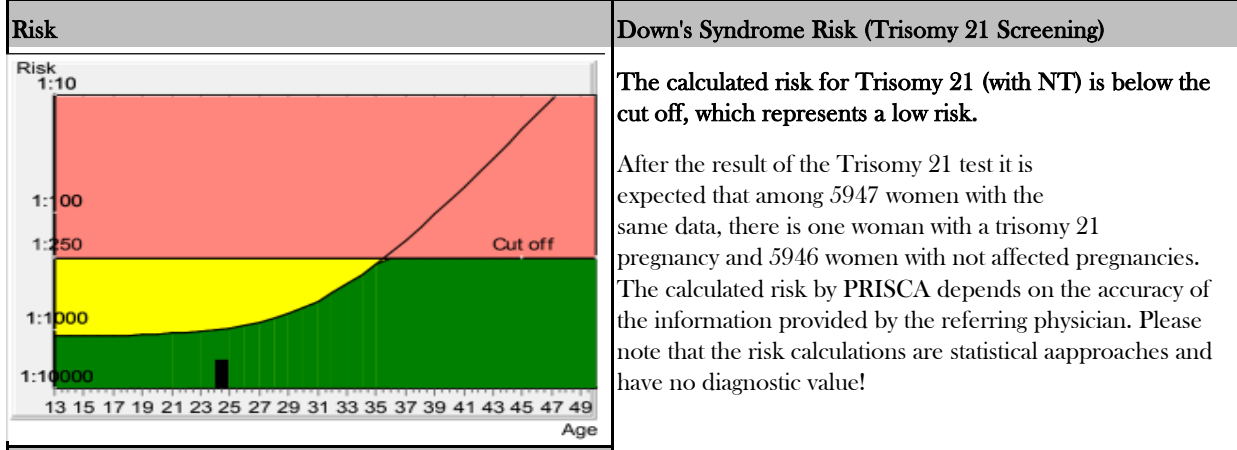 Risk
Down's Syndrome Risk (Trisomy 21 Screening)
Risk
1:10
1:100
1:250
Cut off
1:1000
1:10000
13 15 17 19 21 23 25 27 29 31 33 35 37 39 41 43 45 47 49
Age
The calculated risk for Trisomy 21 (with NT) is below the
cut off, which represents a low risk.
After the result of the Trisomy 21 test it is
expected that among 5947 women with the
same data, there is one woman with a trisomy 21
pregnancy and 5946 women with not affected pregnancies.
The calculated risk by PRISCA depends on the accuracy of
the information provided by the referring physician. Please
note that the risk calculations are statistical aapproaches and
have no diagnostic value!